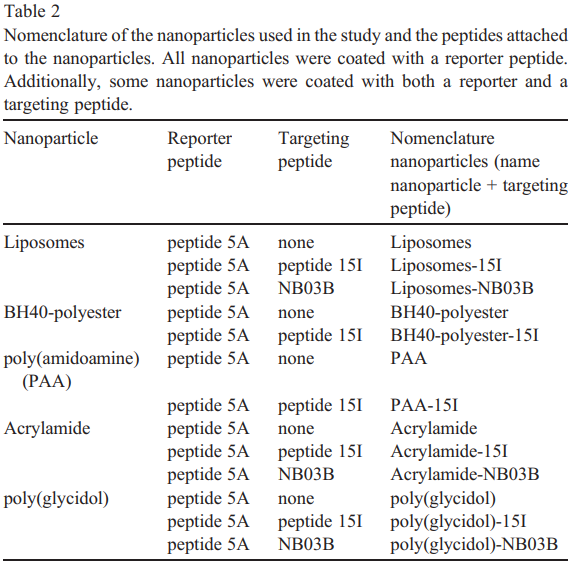 Table 2
Nomenclature of the nanoparticles used in the study and the peptides attached
to the nanoparticles. All nanoparticles were coated with a reporter peptide.
Additionally, some nanoparticles were coated with both a reporter and a
targeting peptide.
Nanoparticle Reporter Targeting Nomenclature
peptide peptide nanoparticles (name
nanoparticle + targeting
peptide)
Liposomes peptide 5A none Liposomes
peptide 5A peptide 15I Liposomes-15I
peptide 5A NB03B Liposomes-NB03B
BH40-polyester peptide 5A none BH40-polyester
peptide 5A peptide 15I BH40-polyester-15I
poly(amidoamine) peptide 5A none PAA
(PAA)
peptide 5A peptide 15I PAA-15I
Acrylamide peptide 5A none Acrylamide
peptide 5A peptide 15I Acrylamide-15I
peptide 5A NB03B Acrylamide-NB03B
poly(glycidol) peptide 5A none poly(glycidol)
peptide 5A peptide 15I poly(glycidol)-15I
peptide 5A NB03B poly(glycidol)-NB03B